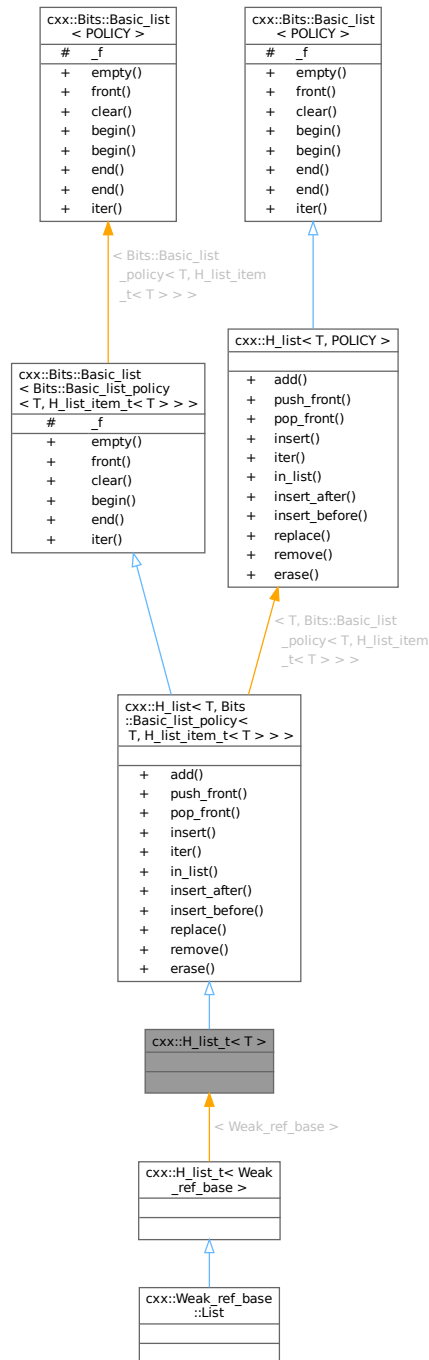 cxx::Bits::Basic_list
< POLICY >
# _f
+ empty()
+ front()
+ clear()
+ begin()
+ begin()
+ end()
+ end()
+ iter()
cxx::Bits::Basic_list
< POLICY >
# _f
+ empty()
+ front()
+ clear()
+ begin()
+ begin()
+ end()
+ end()
+ iter()
< Bits::Basic_list
_policy< T, H_list_item
_t< T > > >
cxx::H_list< T, POLICY >
+ add()
+ push_front()
+ pop_front()
+ insert()
+ iter()
+ in_list()
+ insert_after()
+ insert_before()
+ replace()
+ remove()
+ erase()
cxx::Bits::Basic_list
< Bits::Basic_list_policy
< T, H_list_item_t< T > > >
# _f
+ empty()
+ front()
+ clear()
+ begin()
+ end()
+ iter()
< T, Bits::Basic_list
_policy< T, H_list_item
_t< T > > >
cxx::H_list< T, Bits
::Basic_list_policy<
T, H_list_item_t< T > > >
+ add()
+ push_front()
+ pop_front()
+ insert()
+ iter()
+ in_list()
+ insert_after()
+ insert_before()
+ replace()
+ remove()
+ erase()
cxx::H_list_t< T >
< Weak_ref_base >
cxx::H_list_t< Weak
_ref_base >
cxx::Weak_ref_base
::List